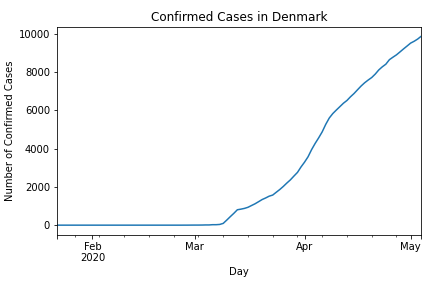 Confirmed Cases in Denmark
Number of Confirmed Cases
10000
8000
6000
4000
2000
0
Feb Mar Apr May
2020
Day